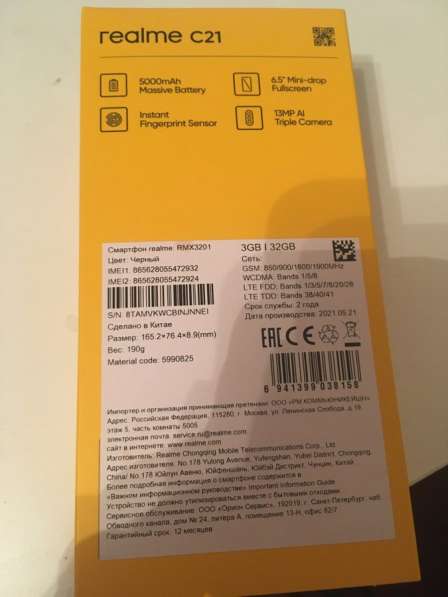 realme C21
5000mAh
Massive Battery
6.5" Mini-drop
Fullscreen
Instant
Fingerprint Sensor
13MP AI
Triple Camera
Смартфон realme: RMX3201
Цвет: Черный
IMEI1: 865628055472932
IMEI2: 865628055472924
S/N: 8TAMVKWCBINJNNEI
Сделано в Китае
Размер: 165.2×76.4×8.9(mm)
Вес: 190g
Material code: 5990825
3GB | 32GB
Сеть:
GSM: 850/900/1800/1900MHz
WCDMA: Bands 1/5/8
LTE FDD: Bands 1/3/5/7/8/20/28
LTE TDD: Bands 38/40/41
Срок службы: 2 года
Дата производства: 2021.05.21
EAC CE
6 941399 038158
Импортер и организация принимающая претензии: ООО «РМ КОММЬЮНИКЕЙШН»
Адрес: Российская Федерация, 115280, г. Москва, ул. Ленинская Слобода, д. 19
этаж 5, часть комнаты 5005
электронная почта: service.ru@realme.com
сайт в интернете: www.realme.com
Изготовитель: Realme Chongqing Mobile Telecommunications Corp., Ltd.
Адрес изготовителя: No.178 Yulong Avenue, Yufengshan, Yubei District, Chongqing,
China/ No 178 Юйлун Авеню, Юйфеншань, Юйбэй Дистрикт, Чунцин, Китай
Более подробная информация о смартфоне содержится в
«Важном информационном руководстве» Important Information Guide
Устройство не должно утилизироваться вместе с бытовыми отходами
Сервисное обслуживание: ООО «Орион Сервис», 192019, г. Санкт-Петербург, наб.
Обводного канала, дом № 24, литера А, помещение 13-Н, офис 62/7
Гарантийный срок: 12 месяцев